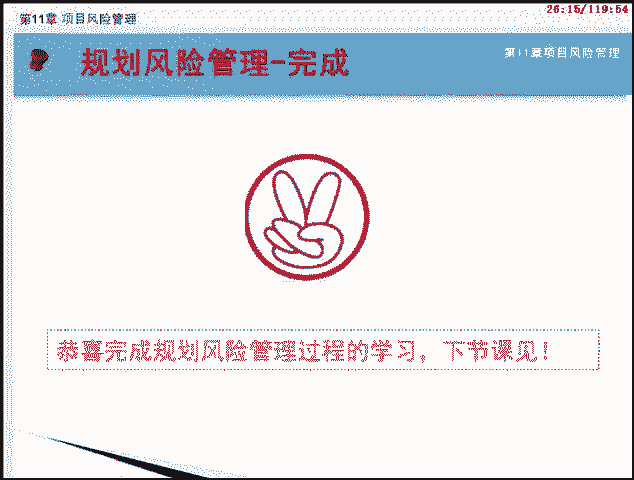 26:15/119:54
第11章 项目风险管理
规划风险管理-完成
第11章项目风险管理
恭喜完成规划风险管理过程的学习，下节课见！